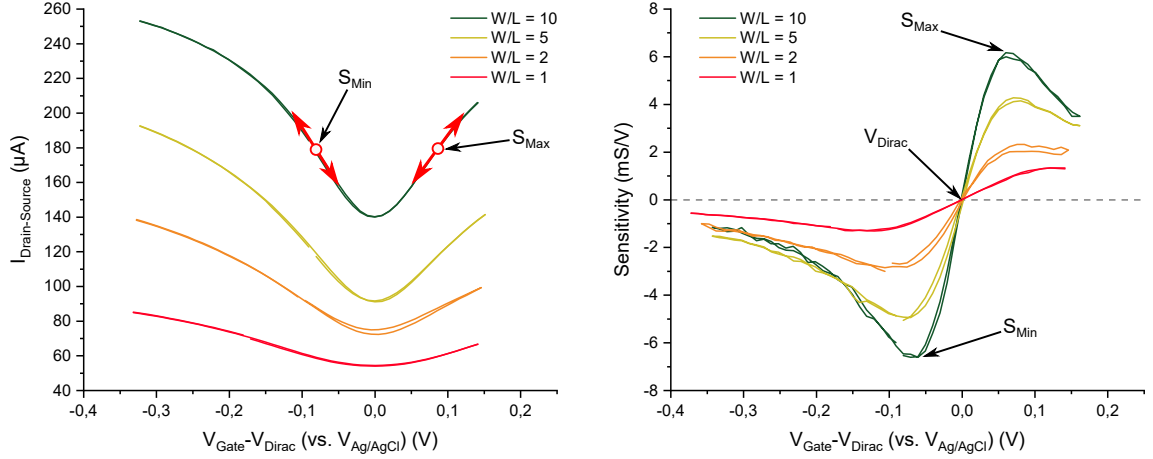 I_Drain-Source (µA)
260
240
220
200
180
160
140
120
100
80
60
40
W/L = 10
W/L = 5
W/L = 2
W/L = 1
S_Min
S_Max
-0,4 -0,3 -0,2 -0,1 0,0 0,1 0,2
V_Gate-V_Dirac (vs. V_Ag/AgCl) (V)
Sensitivity (mS/V)
8
6
4
2
0
-2
-4
-6
-8
W/L = 10
W/L = 5
W/L = 2
W/L = 1
S_Max
V_Dirac
S_Min
-0,4 -0,3 -0,2 -0,1 0,0 0,1 0,2
V_Gate-V_Dirac (vs. V_Ag/AgCl) (V)